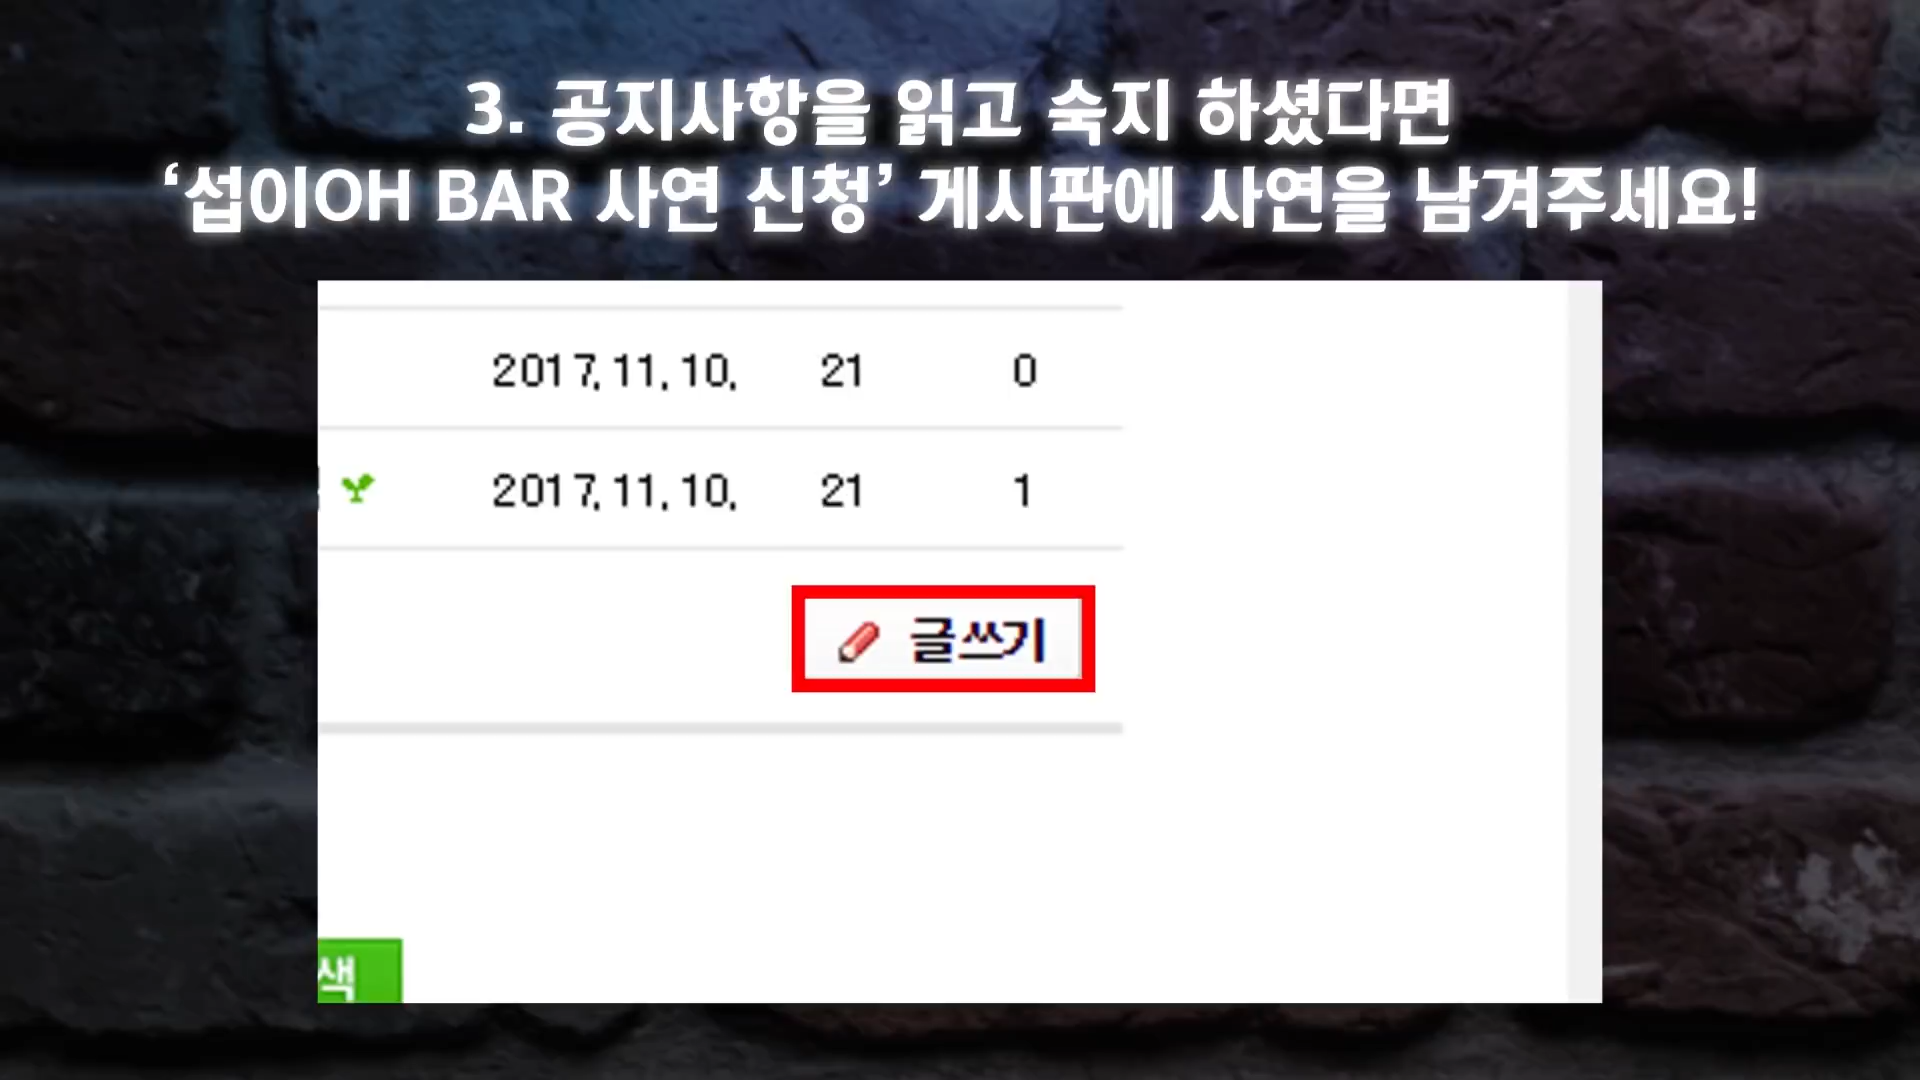 3. 공지사항을 읽고 숙지 하셨다면
‘섭이OH BAR 사연 신청’ 게시판에 사연을 남겨주세요!
2017. 11. 10. 21 0
2017. 11. 10. 21 1
글쓰기
색